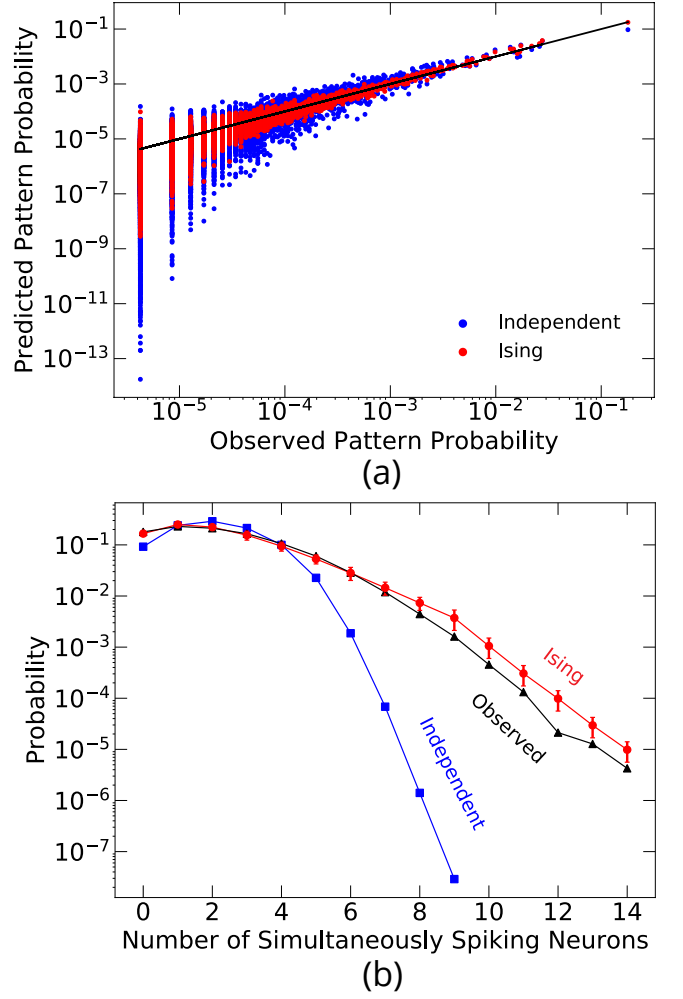 10⁻¹
10⁻³
10⁻⁵
10⁻⁷
10⁻⁹
10⁻¹¹
10⁻¹³
Predicted Pattern Probability
Independent
Ising
10⁻⁵ 10⁻⁴ 10⁻³ 10⁻² 10⁻¹
Observed Pattern Probability
(a)
10⁻¹
10⁻²
10⁻³
10⁻⁴
10⁻⁵
10⁻⁶
10⁻⁷
Probability
Ising
Observed
Independent
0 2 4 6 8 10 12 14
Number of Simultaneously Spiking Neurons
(b)